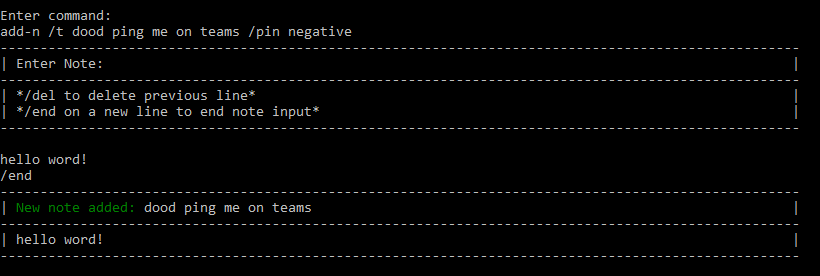 Enter command:
add-n /t dood ping me on teams /pin negative
----------------------------------------------------------------------------------------------------
| Enter Note: |
----------------------------------------------------------------------------------------------------
| */del to delete previous line* |
| */end on a new line to end note input* |
----------------------------------------------------------------------------------------------------
hello word!
/end
----------------------------------------------------------------------------------------------------
| New note added: dood ping me on teams |
----------------------------------------------------------------------------------------------------
| hello word! |
----------------------------------------------------------------------------------------------------